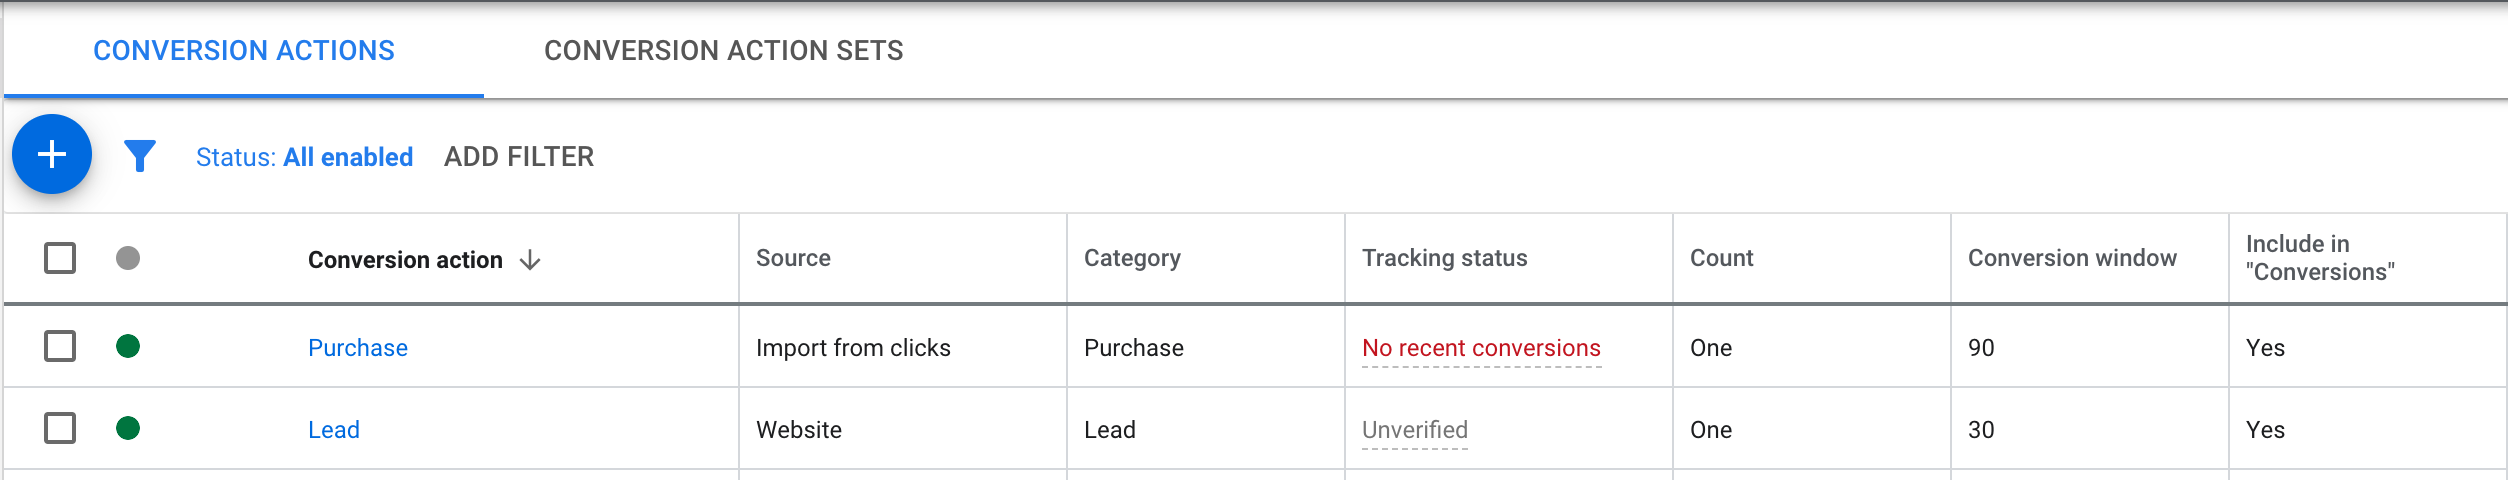 CONVERSION ACTIONS CONVERSION ACTION SETS
Status: All enabled ADD FILTER
Conversion action Source Category Tracking status Count Conversion window Include in "Conversions"
Purchase Import from clicks Purchase No recent conversions One 90 Yes
Lead Website Lead Unverified One 30 Yes